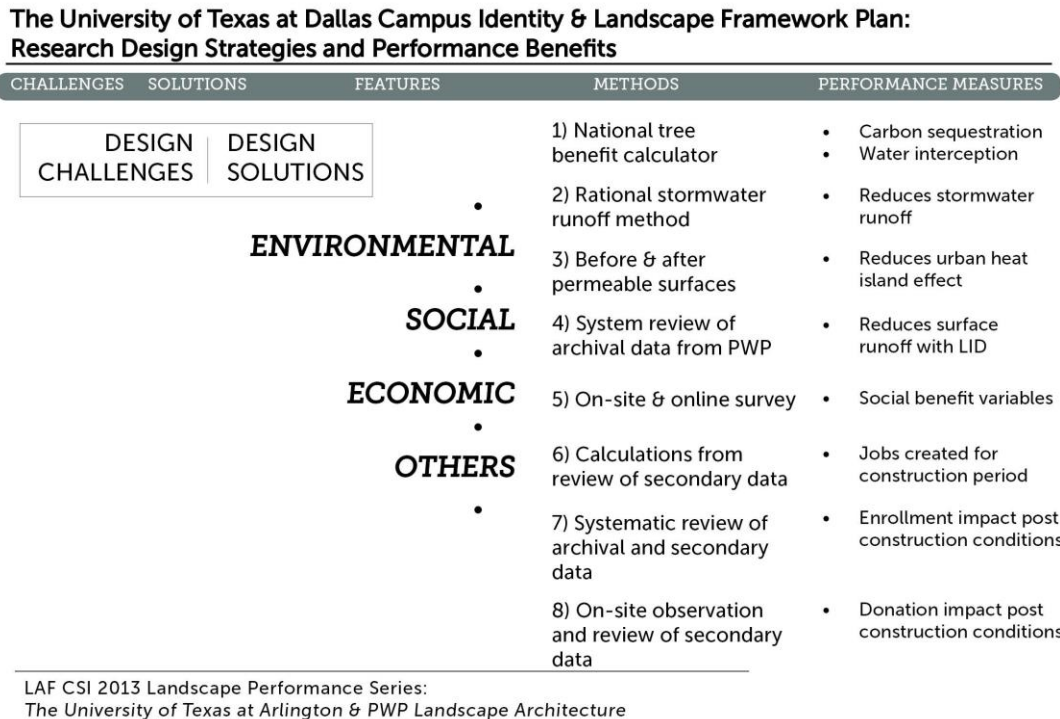 The University of Texas at Dallas Campus Identity & Landscape Framework Plan:
Research Design Strategies and Performance Benefits
CHALLENGES SOLUTIONS FEATURES METHODS PERFORMANCE MEASURES
DESIGN CHALLENGES
DESIGN SOLUTIONS
•
ENVIRONMENTAL
•
SOCIAL
•
ECONOMIC
•
OTHERS
•
1) National tree
benefit calculator
2) Rational stormwater
runoff method
3) Before & after
permeable surfaces
4) System review of
archival data from PWP
5) On-site & online survey
6) Calculations from
review of secondary data
7) Systematic review of
archival and secondary
data
8) On-site observation
and review of secondary
data
• Carbon sequestration
• Water interception
• Reduces stormwater
runoff
• Reduces urban heat
island effect
• Reduces surface
runoff with LID
• Social benefit variables
• Jobs created for
construction period
• Enrollment impact post
construction conditions
• Donation impact post
construction conditions
LAF CSI 2013 Landscape Performance Series:
The University of Texas at Arlington & PWP Landscape Architecture